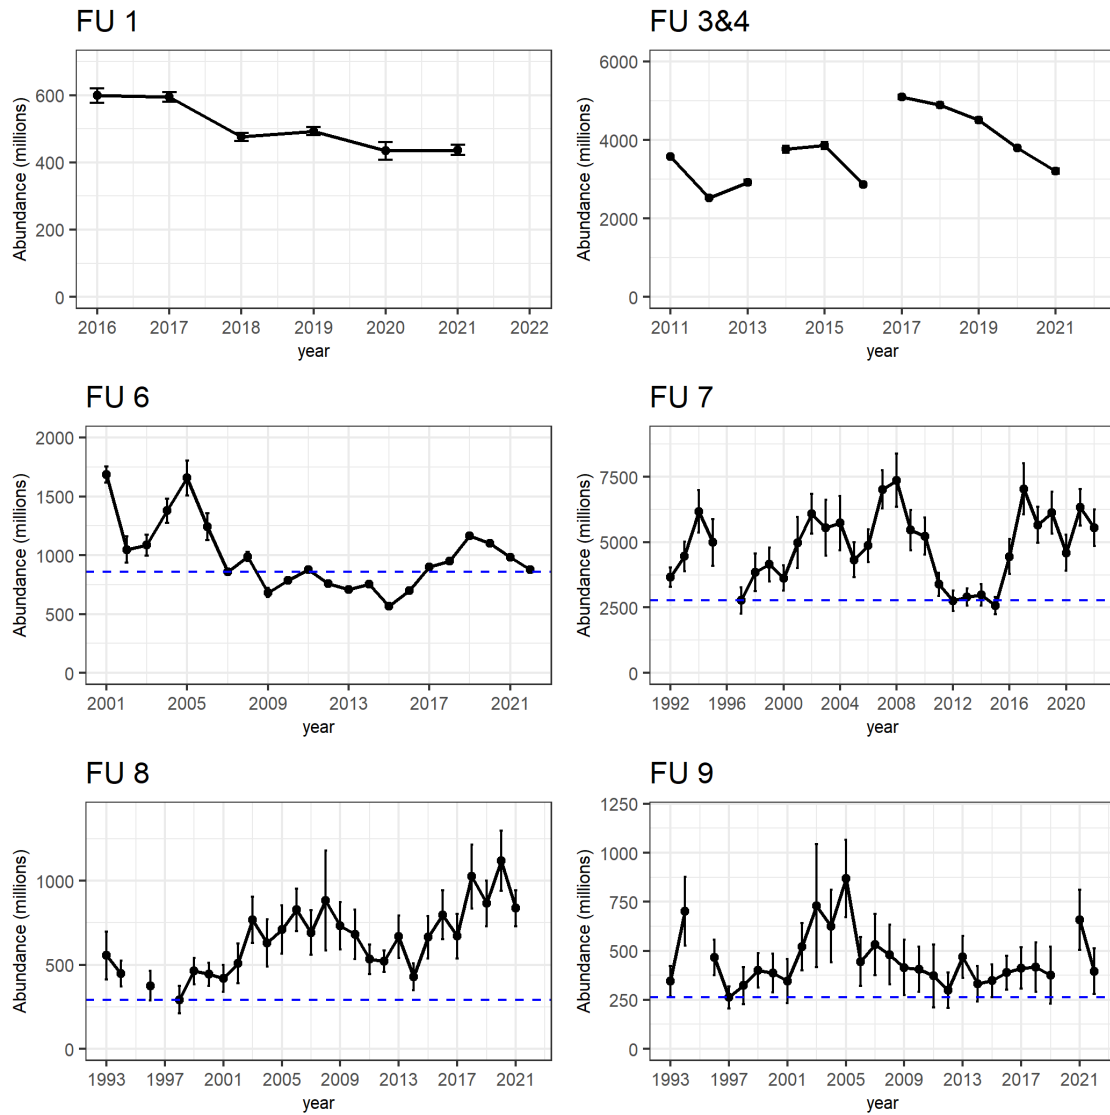 FU 1
Abundance (millions)
600
400
200
0
2016 2017 2018 2019 2020 2021 2022
year
FU 3&4
Abundance (millions)
6000
4000
2000
0
2011 2013 2015 2017 2019 2021
year
FU 6
Abundance (millions)
2000
1500
1000
500
0
2001 2005 2009 2013 2017 2021
year
FU 7
Abundance (millions)
7500
5000
2500
0
1992 1996 2000 2004 2008 2012 2016 2020
year
FU 8
Abundance (millions)
1000
500
0
1993 1997 2001 2005 2009 2013 2017 2021
year
FU 9
Abundance (millions)
1250
1000
750
500
250
0
1993 1997 2001 2005 2009 2013 2017 2021
year